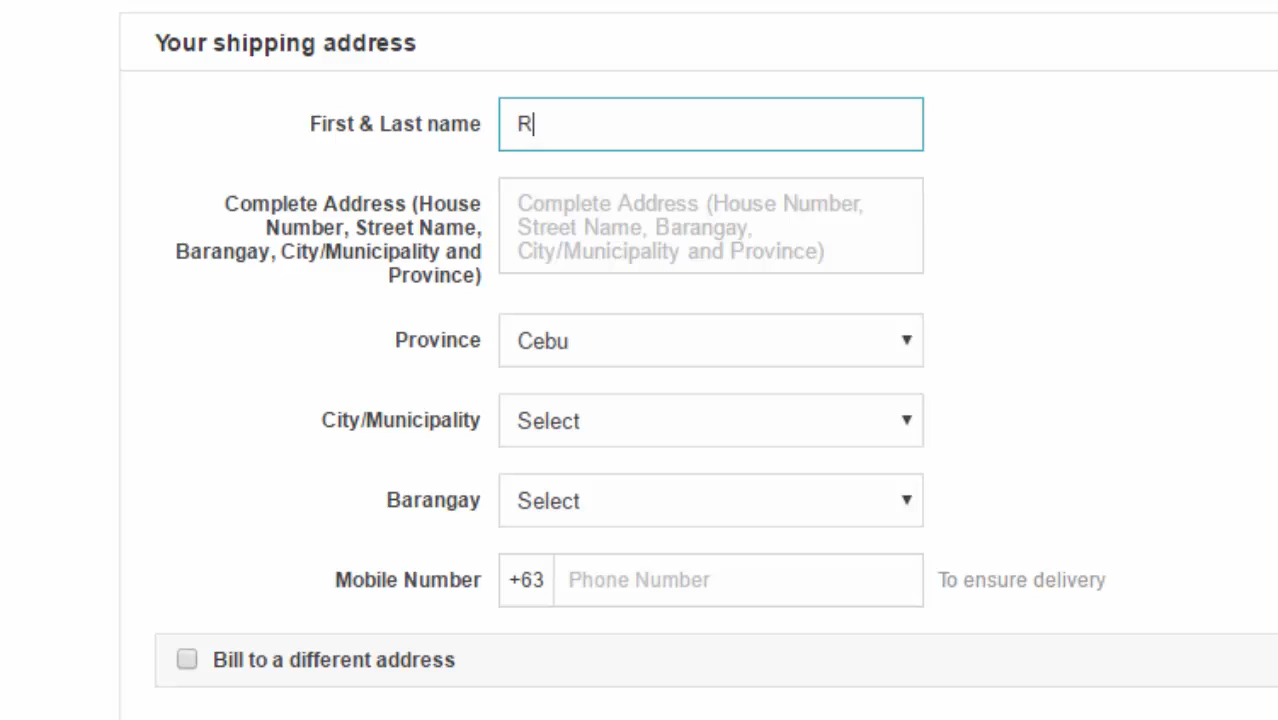 Your shipping address
First & Last name
R
Complete Address (House
Number, Street Name,
Barangay, City/Municipality and
Province)
Complete Address (House Number,
Street Name, Barangay,
City/Municipality and Province)
Province
Cebu
City/Municipality
Select
Barangay
Select
Mobile Number
+63
Phone Number
To ensure delivery
Bill to a different address